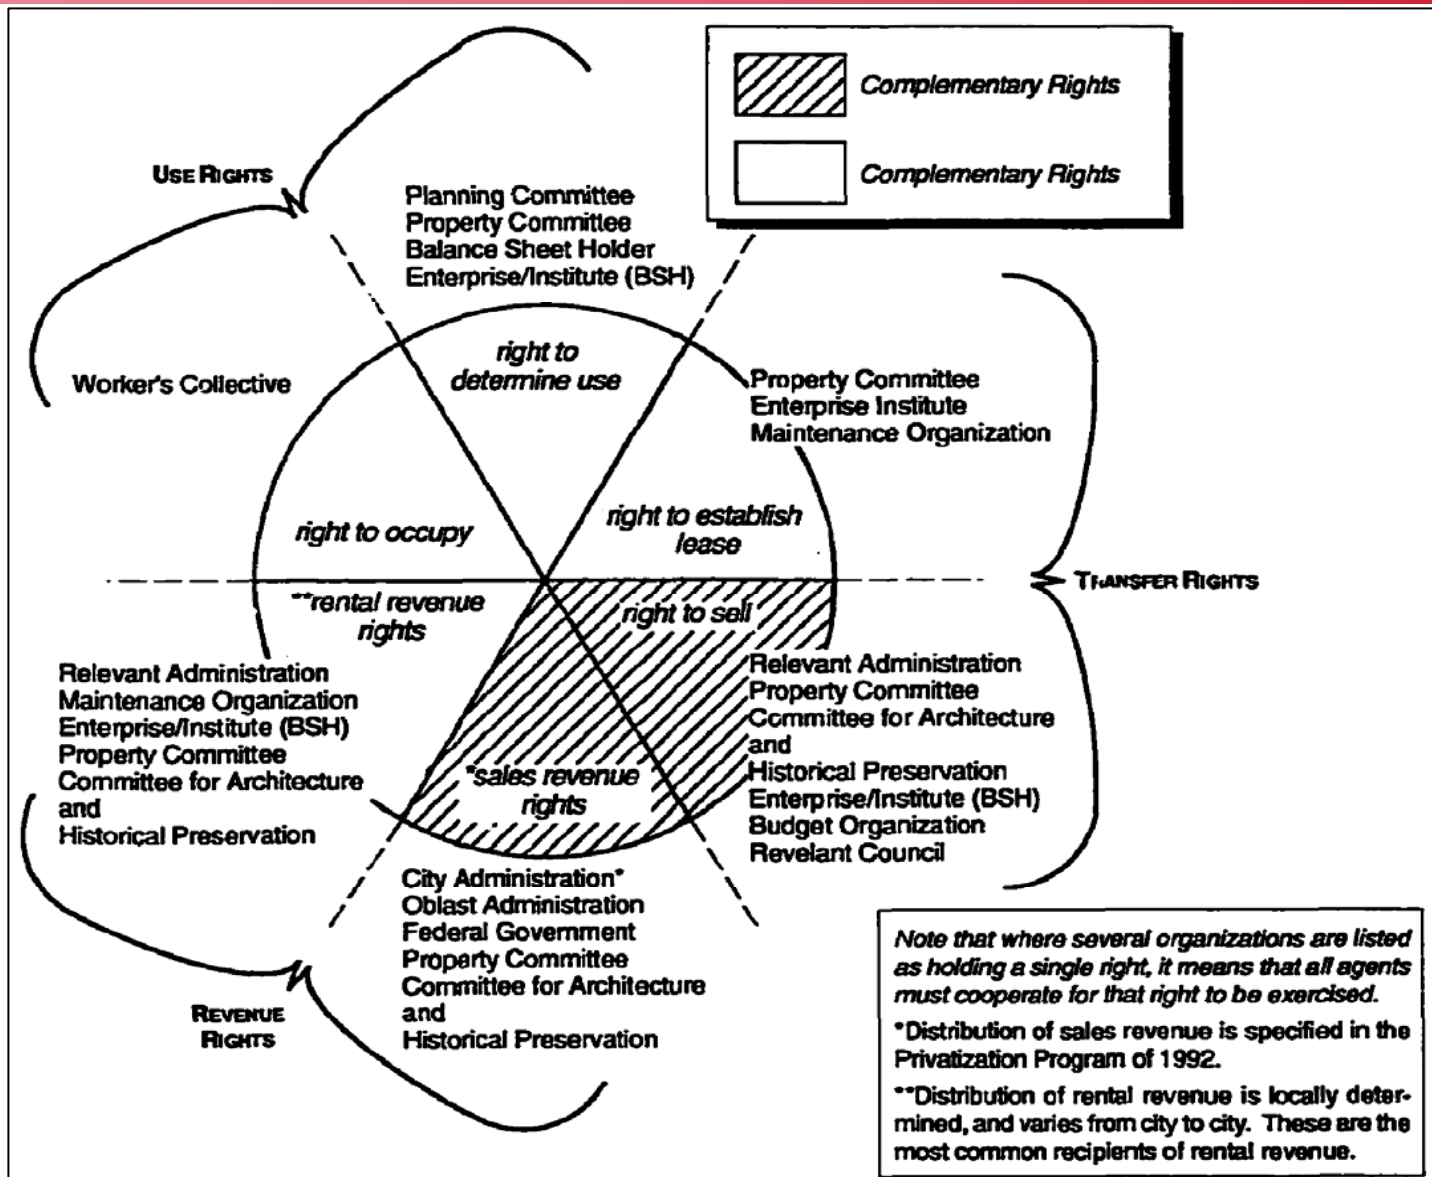 Complementary Rights
Complementary Rights
USE RIGHTS
Planning Committee
Property Committee
Balance Sheet Holder
Enterprise/Institute (BSH)
Worker's Collective
right to
determine use
Property Committee
Enterprise Institute
Maintenance Organization
right to occupy
right to establish
lease
TRANSFER RIGHTS
**rental revenue
rights
right to sell
Relevant Administration
Maintenance Organization
Enterprise/Institute (BSH)
Property Committee
Committee for Architecture
and
Historical Preservation
Relevant Administration
Property Committee
Committee for Architecture
and
Historical Preservation
Enterprise/Institute (BSH)
Budget Organization
Revelant Council
*sales revenue
rights
City Administration*
Oblast Administration
Federal Government
Property Committee
Committee for Architecture
and
Historical Preservation
REVENUE
RIGHTS
Note that where several organizations are listed
as holding a single right, it means that all agents
must cooperate for that right to be exercised.
*Distribution of sales revenue is specified in the
Privatization Program of 1992.
**Distribution of rental revenue is locally deter-
mined, and varies from city to city. These are the
most common recipients of rental revenue.